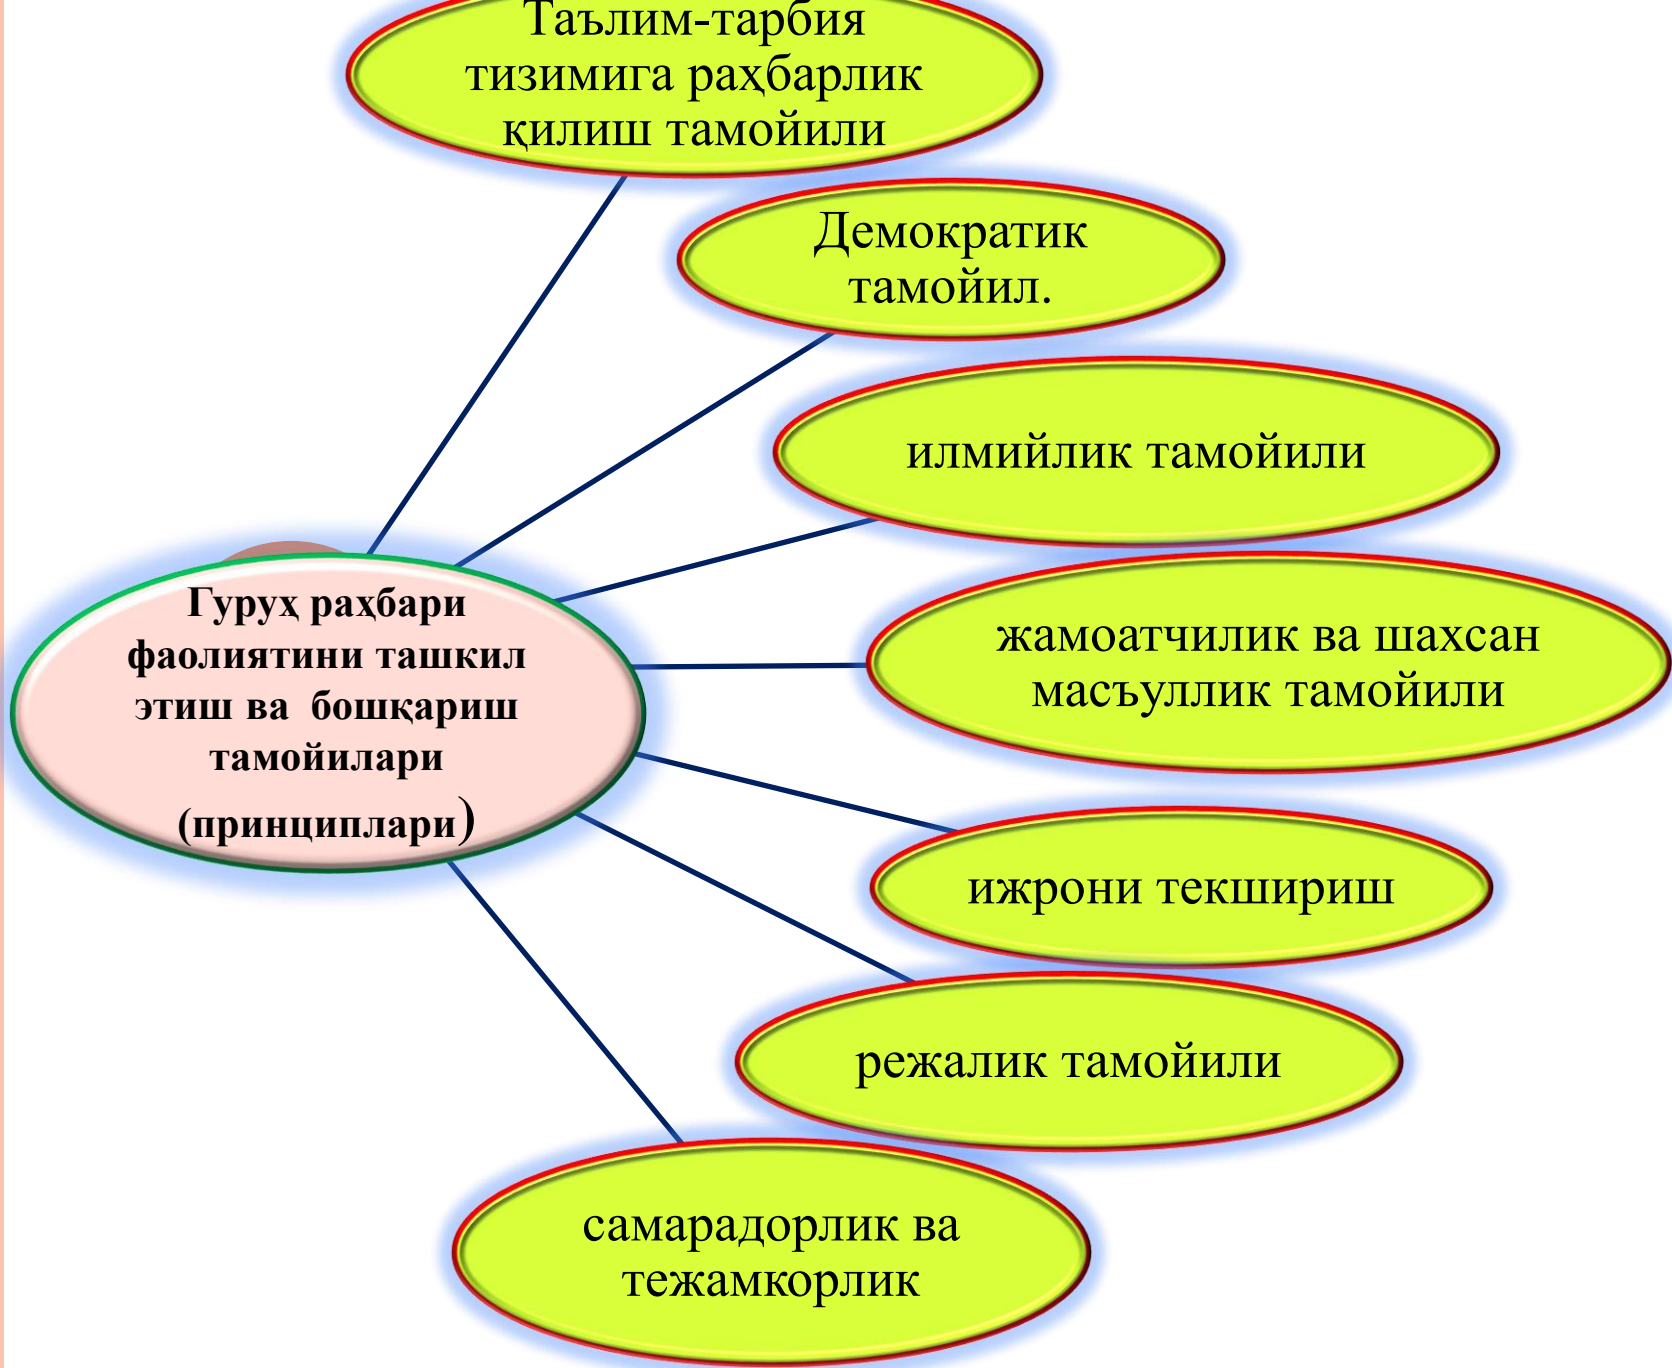 Таълим-тарбия
тизимига раҳбарлик
қилиш тамойили
Демократик
тамойил.
илмийлик тамойили
жамоатчилик ва шахсан
масъуллик тамойили
Гуруҳ раҳбари
фаолиятини ташкил
этиш ва бошқариш
тамойилари
(принциплари)
ижрони текшириш
режалик тамойили
самарадорлик ва
тежамкорлик